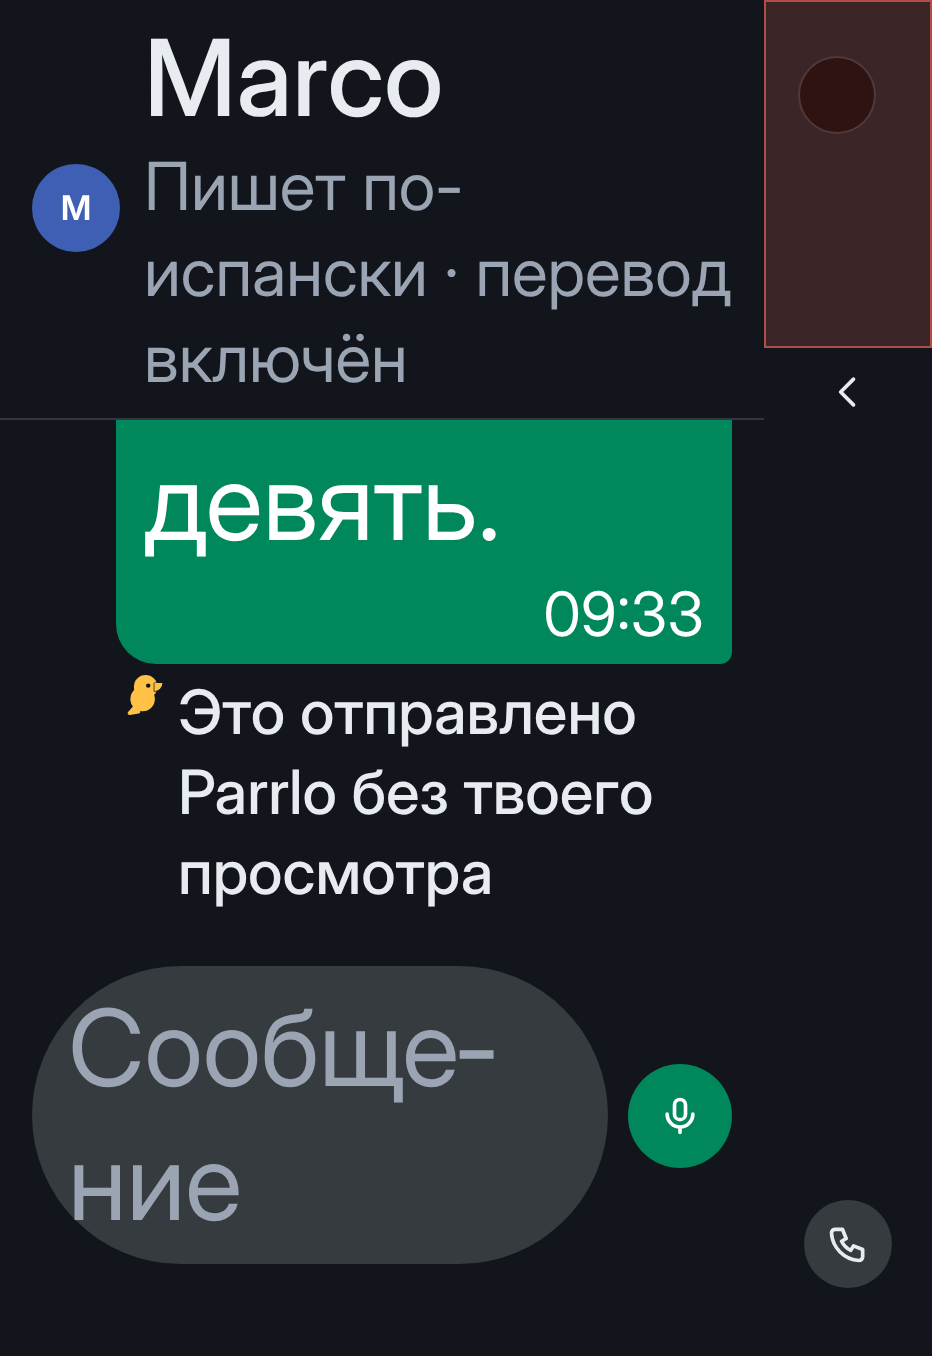 Marco
M
Пишет по-
испански · перевод
включён
девять.
09:33
Это отправлено
Parrlo без твоего
просмотра
Сообще-
ние